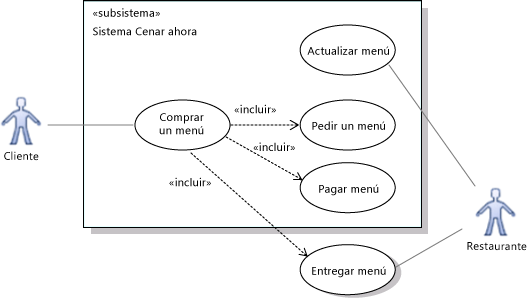 «subsistema»
Sistema Cenar ahora
Actualizar menú
Comprar
un menú
«incluir»
Pedir un menú
«incluir»
Cliente
«incluir»
Pagar menú
Restaurante
Entregar menú